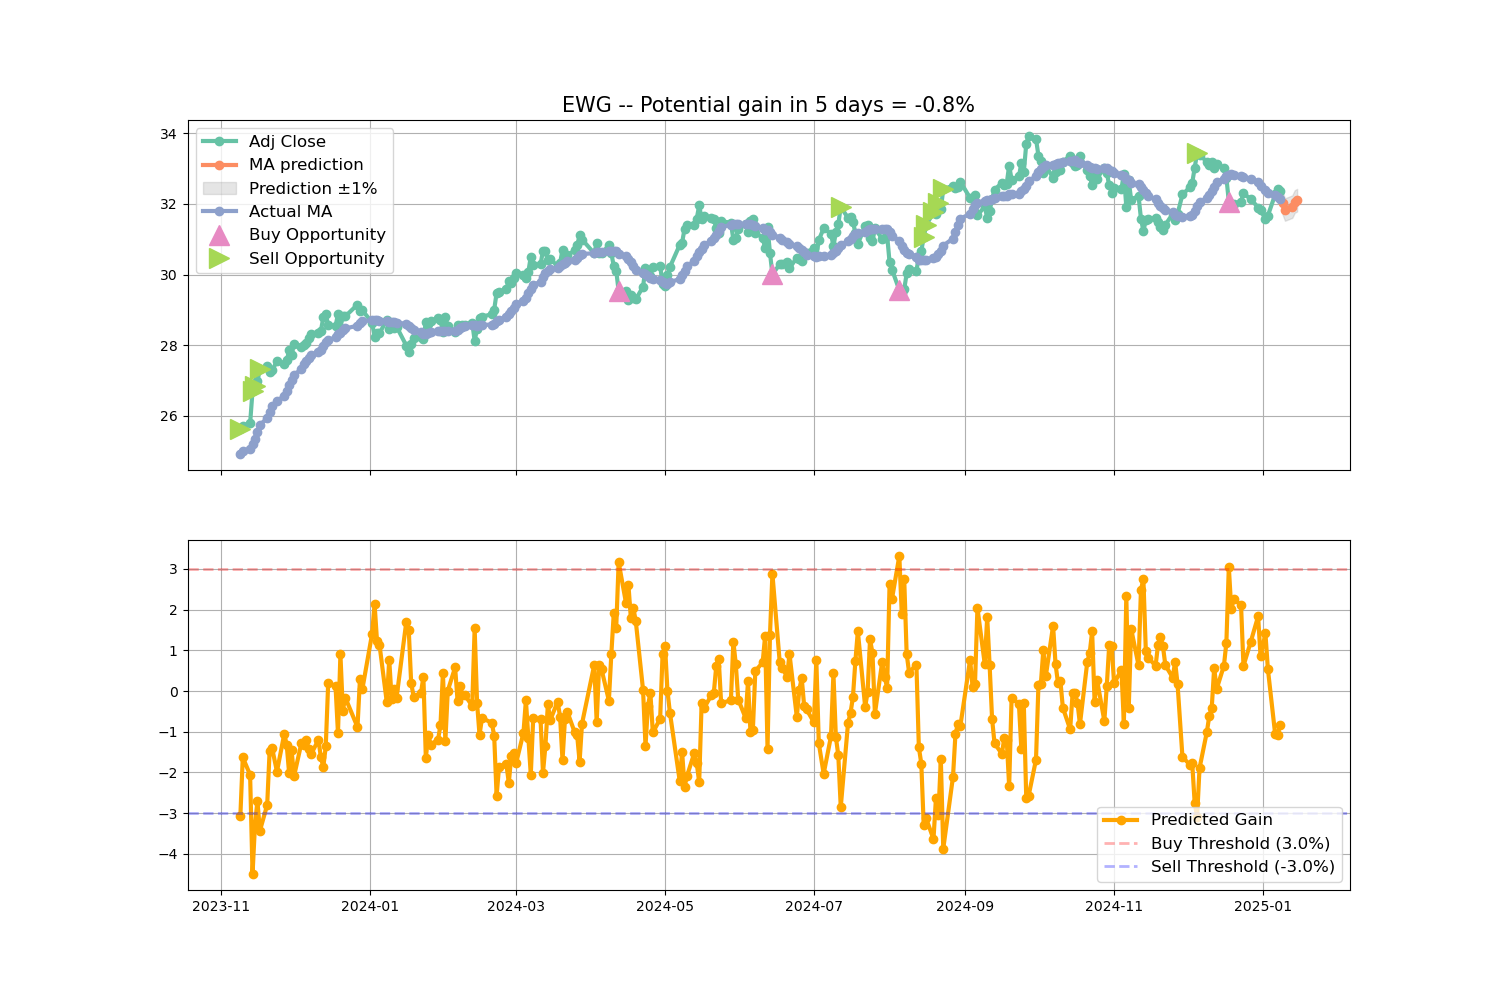 EWG -- Potential gain in 5 days = -0.8%
34
32
30
28
26
Adj Close
MA prediction
Prediction ±1%
Actual MA
Buy Opportunity
Sell Opportunity
3
2
1
0
−1
−2
−3
−4
Predicted Gain
Buy Threshold (3.0%)
Sell Threshold (-3.0%)
2023-11
2024-01
2024-03
2024-05
2024-07
2024-09
2024-11
2025-01